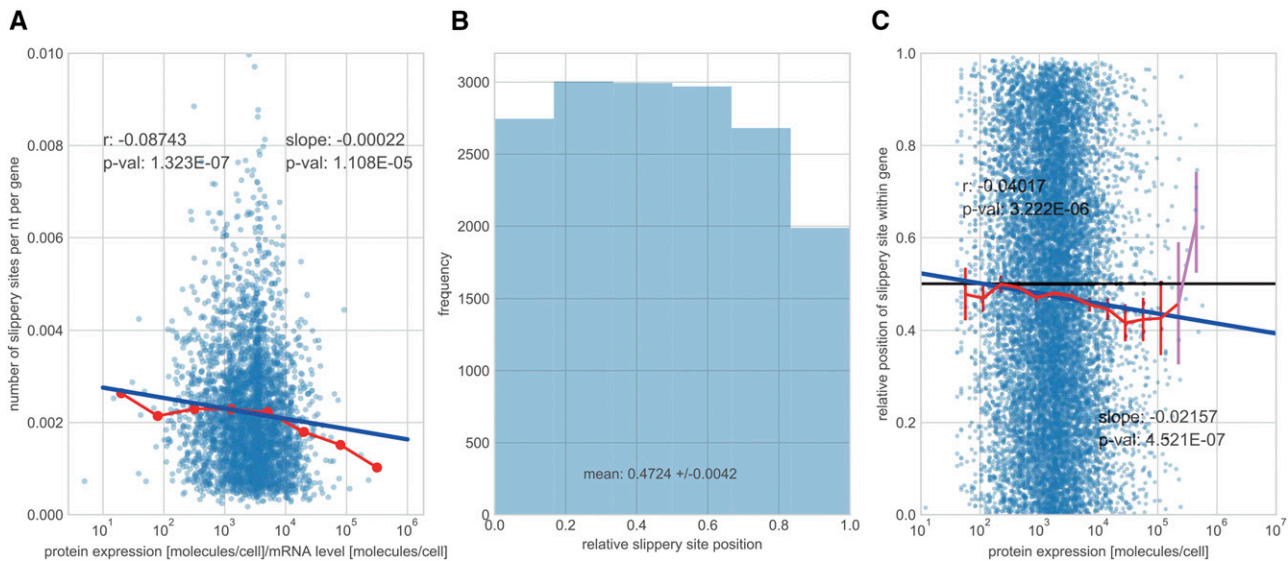 A
0.010
0.008
0.006
0.004
0.002
0.000
number of slippery sites per nt per gene
r: -0.08743
p-val: 1.323E-07
slope: -0.00022
p-val: 1.108E-05
10^1 10^2 10^3 10^4 10^5 10^6
protein expression [molecules/cell]/mRNA level [molecules/cell]
B
3000
2500
2000
1500
1000
500
0
frequency
mean: 0.4724 +/-0.0042
0.0 0.2 0.4 0.6 0.8 1.0
relative slippery site position
C
1.0
0.8
0.6
0.4
0.2
0.0
relative position of slippery site within gene
r: -0.04017
p-val: 3.222E-06
slope: -0.02157
p-val: 4.521E-07
10^1 10^2 10^3 10^4 10^5 10^6 10^7
protein expression [molecules/cell]